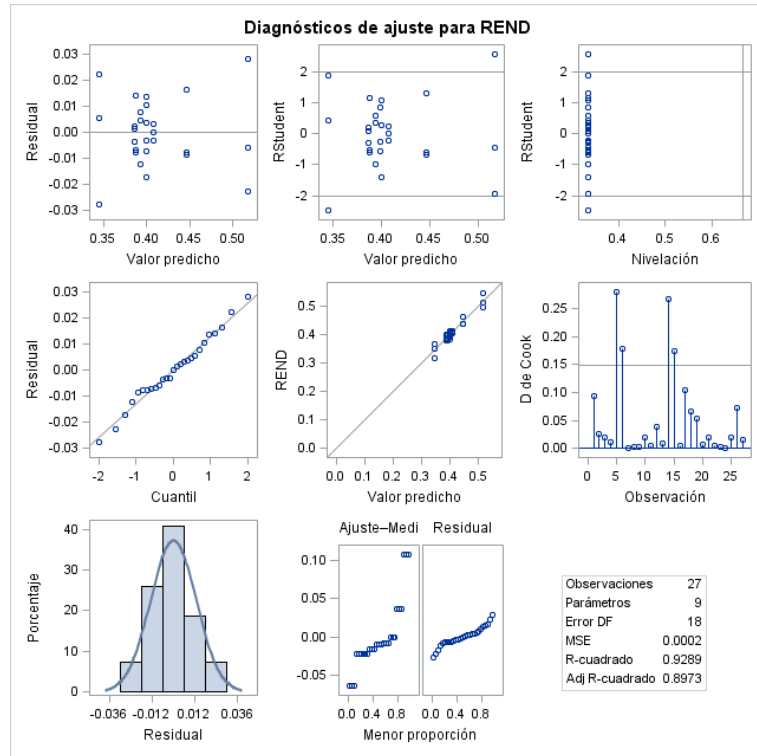 Diagnósticos de ajuste para REND
Residual
0.03
0.02
0.01
0.00
-0.01
-0.02
-0.03
0.35 0.40 0.45 0.50
Valor predicho
RStudent
2
1
0
-1
-2
0.35 0.40 0.45 0.50
Valor predicho
RStudent
2
1
0
-1
-2
0.4 0.6
Nivelación
Residual
0.03
0.02
0.01
0.00
-0.01
-0.02
-0.03
-2 -1 0 1 2
Cuantil
REND
0.5
0.4
0.3
0.2
0.1
0.0
0.0 0.1 0.2 0.3 0.4 0.5
Valor predicho
D de Cook
0.25
0.20
0.15
0.10
0.05
0.00
0 5 10 15 20 25
Observación
Porcentaje
40
30
20
10
0
-0.036 -0.012 0.012 0.036
Residual
Ajuste–Medi Residual
0.10
0.05
0.00
-0.05
0.0 0.4 0.8 0.0 0.4 0.8
Menor proporción
Observaciones 27
Parámetros 9
Error DF 18
MSE 0.0002
R-cuadrado 0.9289
Adj R-cuadrado 0.8973